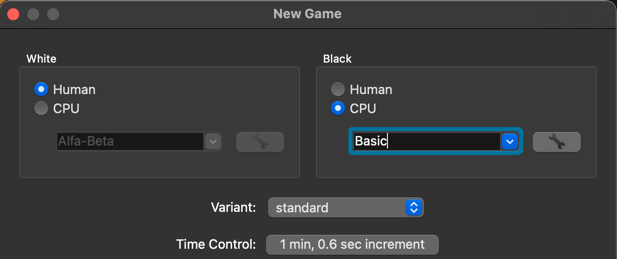 New Game
White
Human
CPU
Alfa-Beta
Black
Human
CPU
Basic
Variant: standard
Time Control: 1 min, 0.6 sec increment